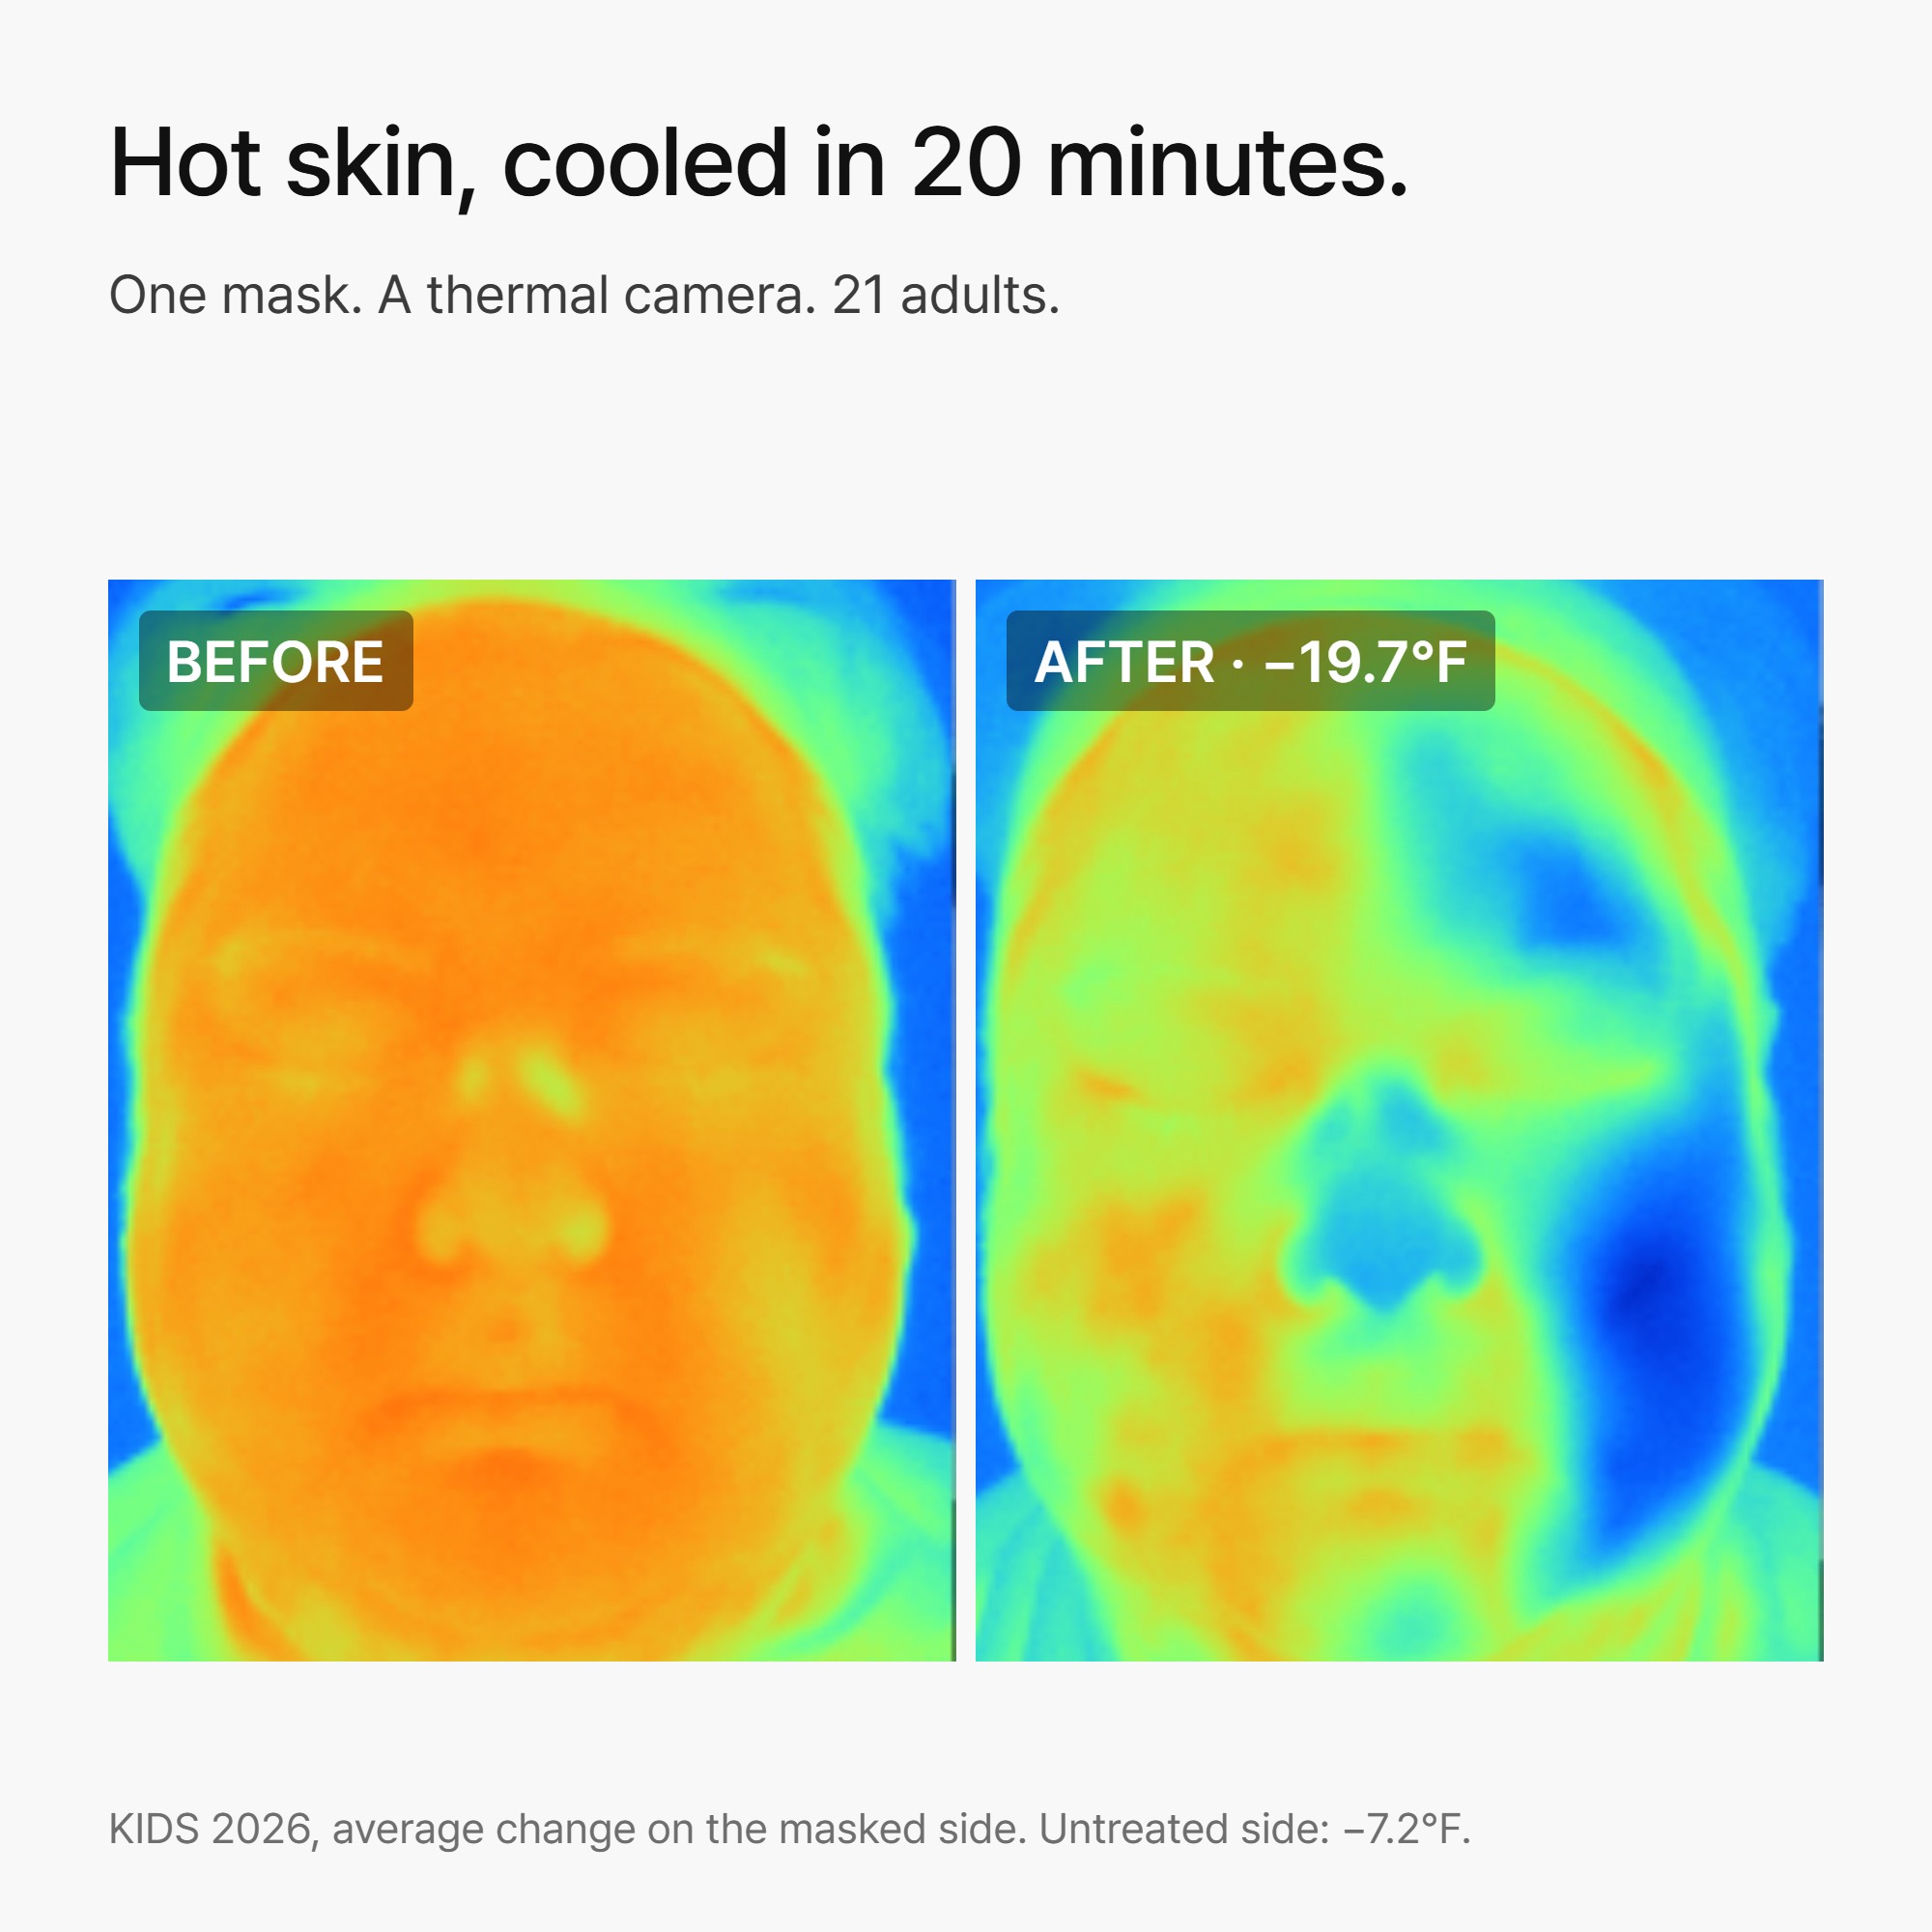 Hot skin, cooled in 20 minutes.
One mask. A thermal camera. 21 adults.
BEFORE
AFTER · −19.7°F
KIDS 2026, average change on the masked side. Untreated side: −7.2°F.